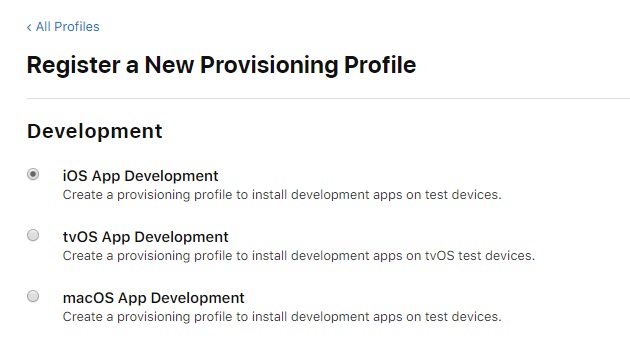 ‹ All Profiles
Register a New Provisioning Profile
Development
iOS App Development
Create a provisioning profile to install development apps on test devices.
tvOS App Development
Create a provisioning profile to install development apps on tvOS test devices.
macOS App Development
Create a provisioning profile to install development apps on test devices.